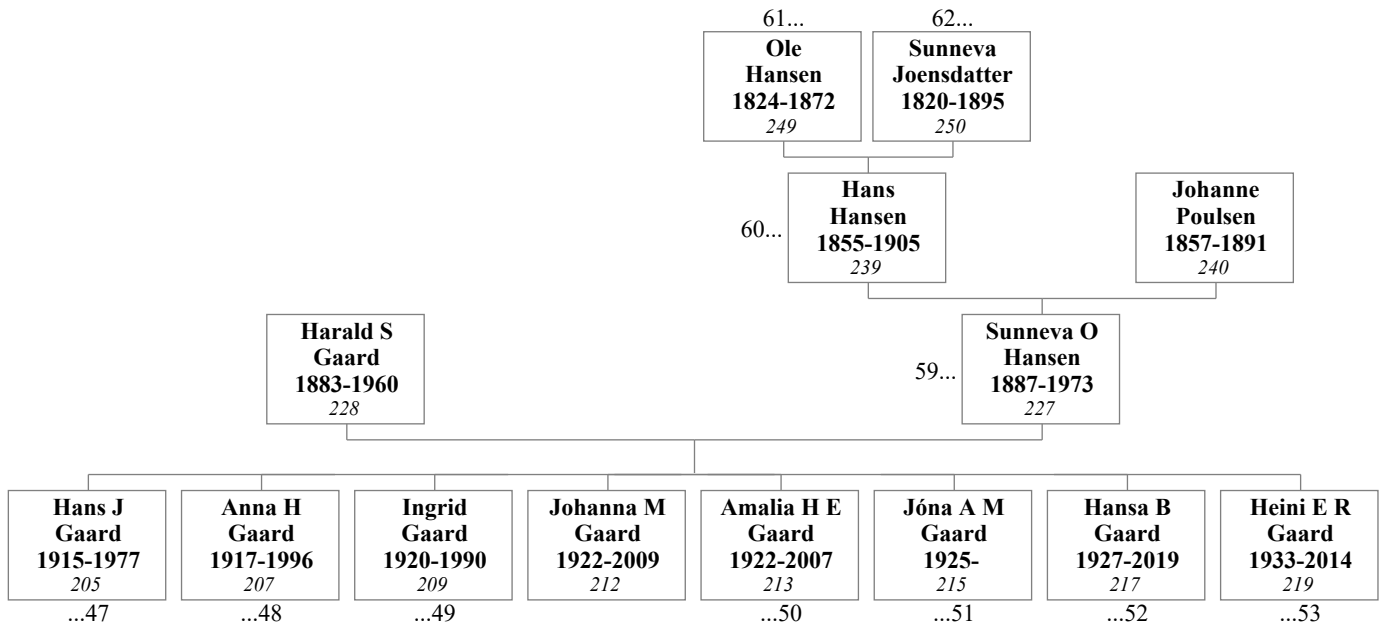 61...
62...
Ole
Hansen
1824-1872
249
Sunneva
Joensdatter
1820-1895
250
60...
Hans
Hansen
1855-1905
239
Johanne
Poulsen
1857-1891
240
Harald S
Gaard
1883-1960
228
59...
Sunneva O
Hansen
1887-1973
227
Hans J
Gaard
1915-1977
205
...47
Anna H
Gaard
1917-1996
207
...48
Ingrid
Gaard
1920-1990
209
...49
Johanna M
Gaard
1922-2009
212
Amalia H E
Gaard
1922-2007
213
...50
Jóna A M
Gaard
1925-
215
...51
Hansa B
Gaard
1927-2019
217
...52
Heini E R
Gaard
1933-2014
219
...53